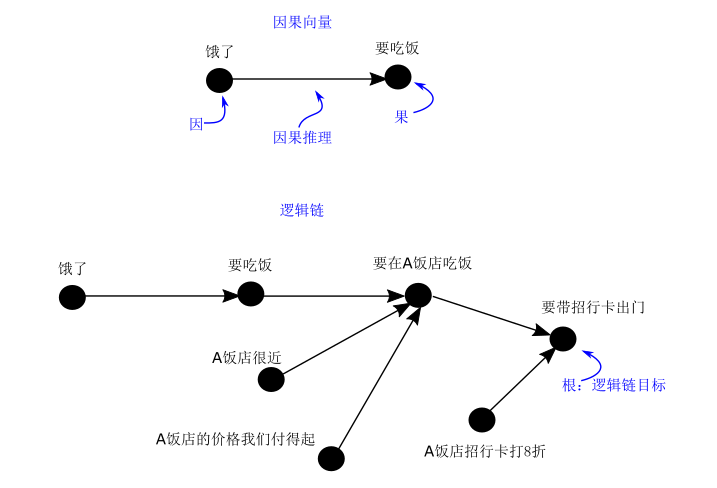 因果向量
饿了
要吃饭
因
因果推理
果
逻辑链
饿了
要吃饭
要在A饭店吃饭
要带招行卡出门
A饭店很近
根：逻辑链目标
A饭店的价格我们付得起
A饭店招行卡打8折